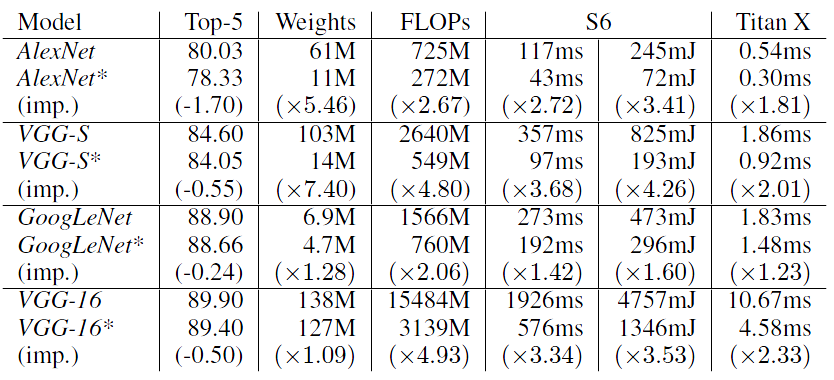 Model Top-5 Weights FLOPs S6 Titan X
AlexNet 80.03 61M 725M 117ms 245mJ 0.54ms
AlexNet* 78.33 11M 272M 43ms 72mJ 0.30ms
(imp.) (-1.70) (×5.46) (×2.67) (×2.72) (×3.41) (×1.81)
VGG-S 84.60 103M 2640M 357ms 825mJ 1.86ms
VGG-S* 84.05 14M 549M 97ms 193mJ 0.92ms
(imp.) (-0.55) (×7.40) (×4.80) (×3.68) (×4.26) (×2.01)
GoogLeNet 88.90 6.9M 1566M 273ms 473mJ 1.83ms
GoogLeNet* 88.66 4.7M 760M 192ms 296mJ 1.48ms
(imp.) (-0.24) (×1.28) (×2.06) (×1.42) (×1.60) (×1.23)
VGG-16 89.90 138M 15484M 1926ms 4757mJ 10.67ms
VGG-16* 89.40 127M 3139M 576ms 1346mJ 4.58ms
(imp.) (-0.50) (×1.09) (×4.93) (×3.34) (×3.53) (×2.33)